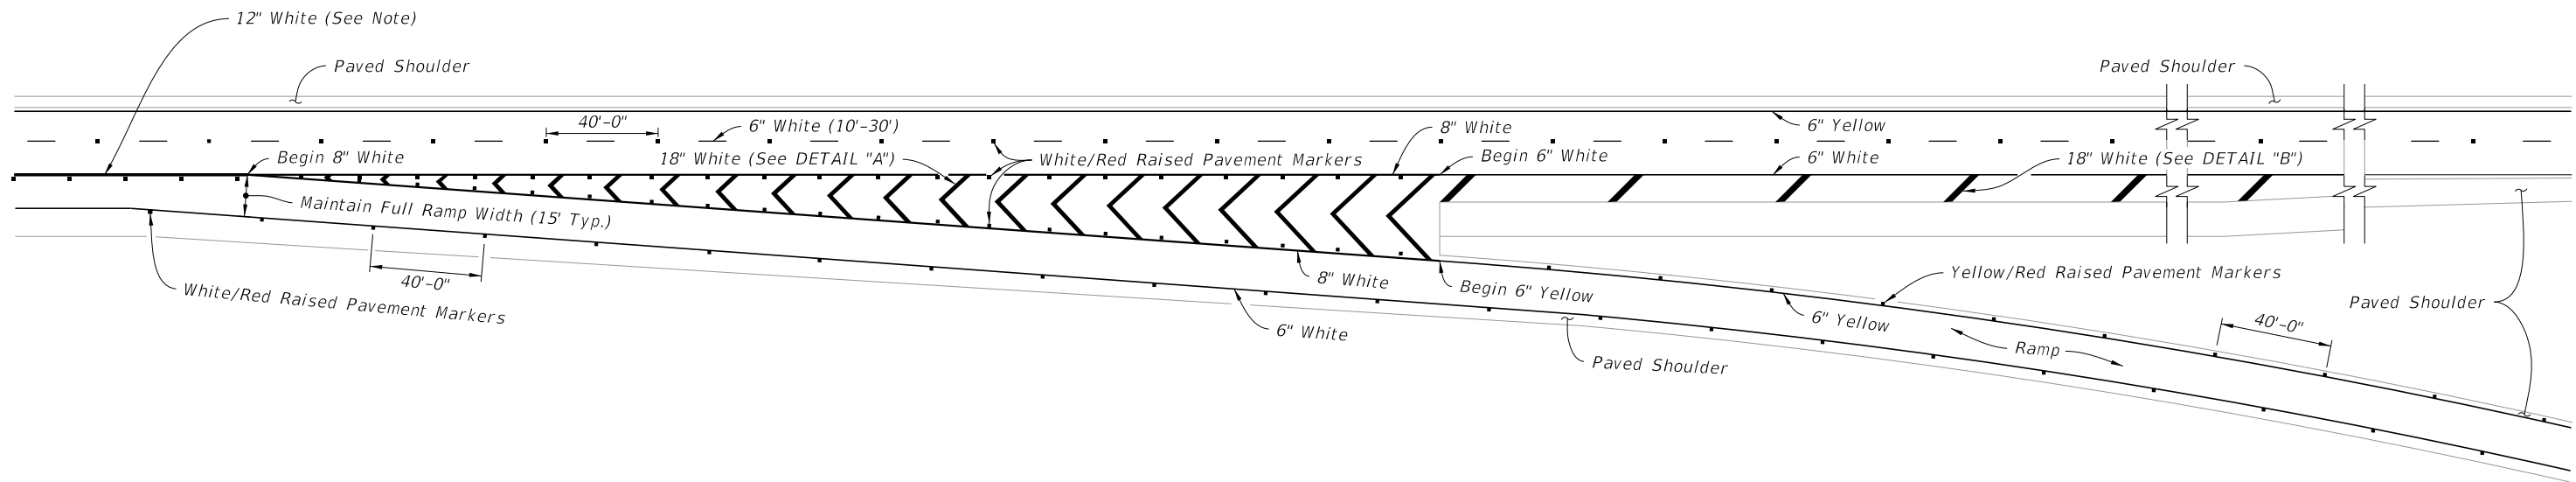 12" White (See Note)
Paved Shoulder
Paved Shoulder
40'-0"
6" White (10'-30')
8" White
6" Yellow
Begin 8" White
18" White (See DETAIL "A")
White/Red Raised Pavement Markers
Begin 6" White
6" White
18" White (See DETAIL "B")
Maintain Full Ramp Width (15' Typ.)
40'-0"
White/Red Raised Pavement Markers
8" White
Begin 6" Yellow
Yellow/Red Raised Pavement Markers
6" White
6" Yellow
Paved Shoulder
40'-0"
Ramp
Paved Shoulder